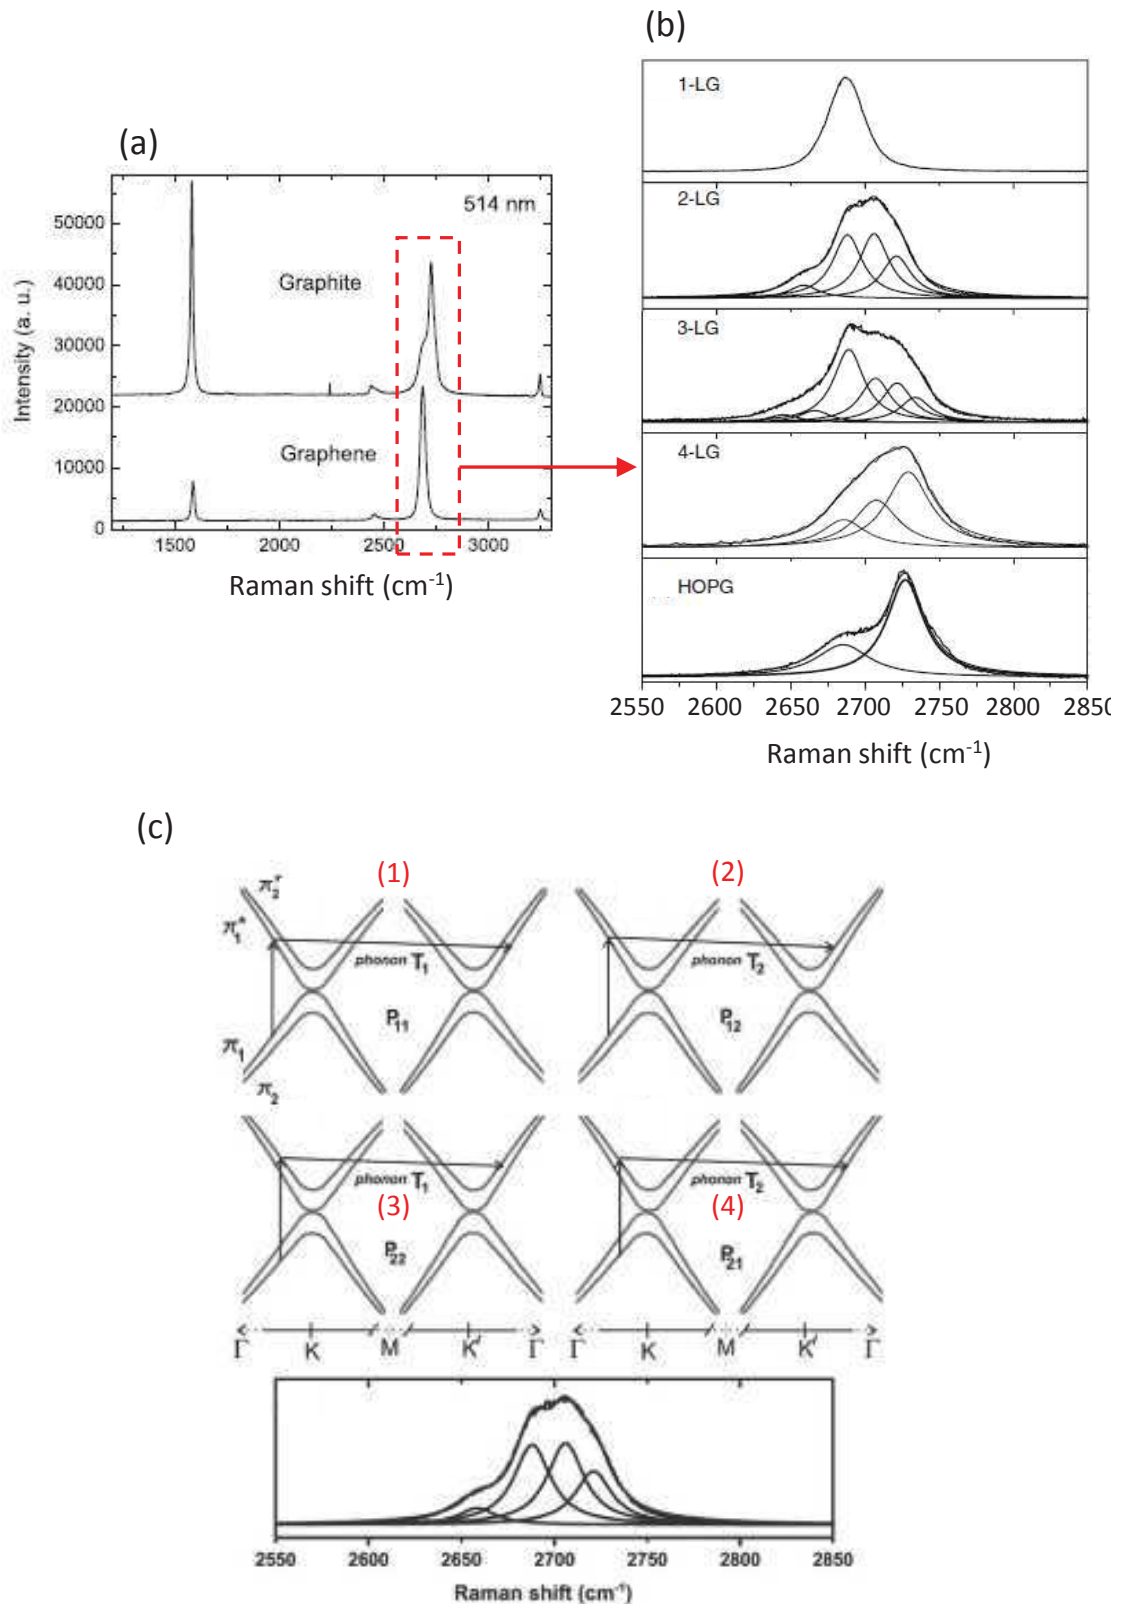 (a)
514 nm
Graphite
Graphene
50000
40000
30000
20000
10000
0
Intensity (a. u.)
1500 2000 2500 3000
Raman shift (cm-1)
(b)
1-LG
2-LG
3-LG
4-LG
HOPG
2550 2600 2650 2700 2750 2800 285
Raman shift (cm-1)
(c)
(1) (2)
π2*
π1*
phonon T1 phonon T2
P11 P12
π1
π2
phonon T1 phonon T2
(3) (4)
P22 P21
Γ K M K′ Γ Γ K M K′ Γ
2550 2600 2650 2700 2750 2800 2850
Raman shift (cm-1)